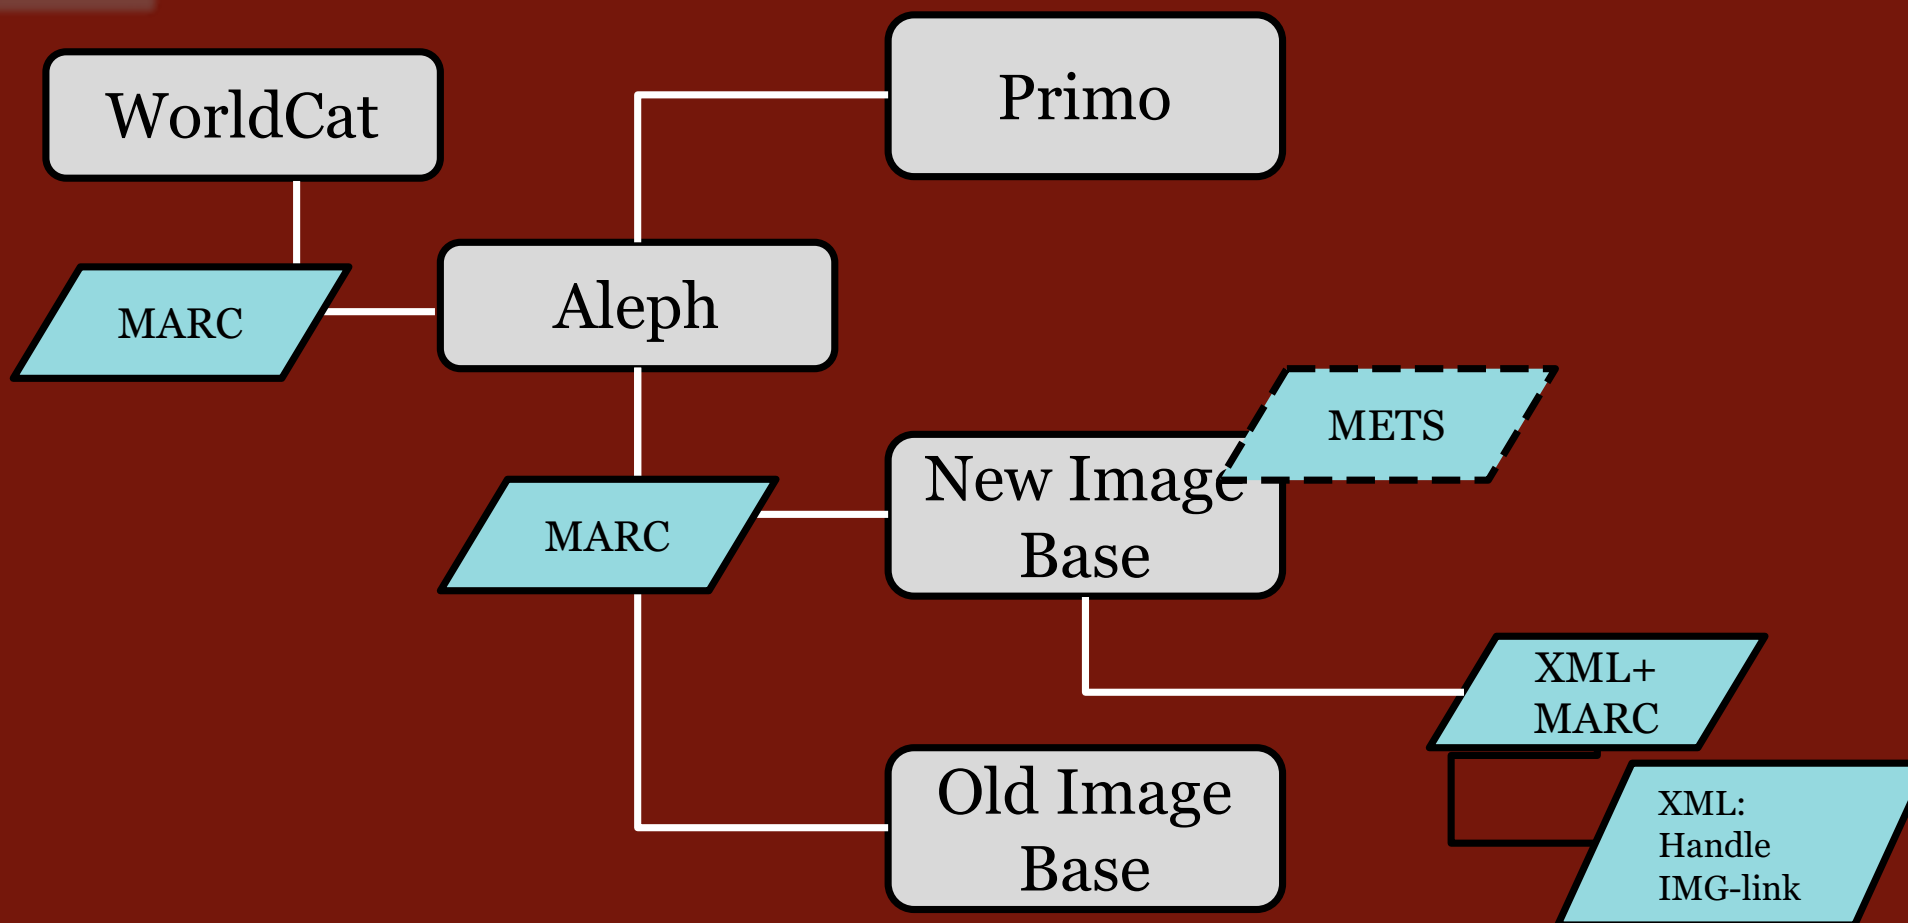 WorldCat
Primo
MARC
Aleph
METS
MARC
New Image
Base
XML+
MARC
Old Image
Base
XML:
Handle
IMG-link